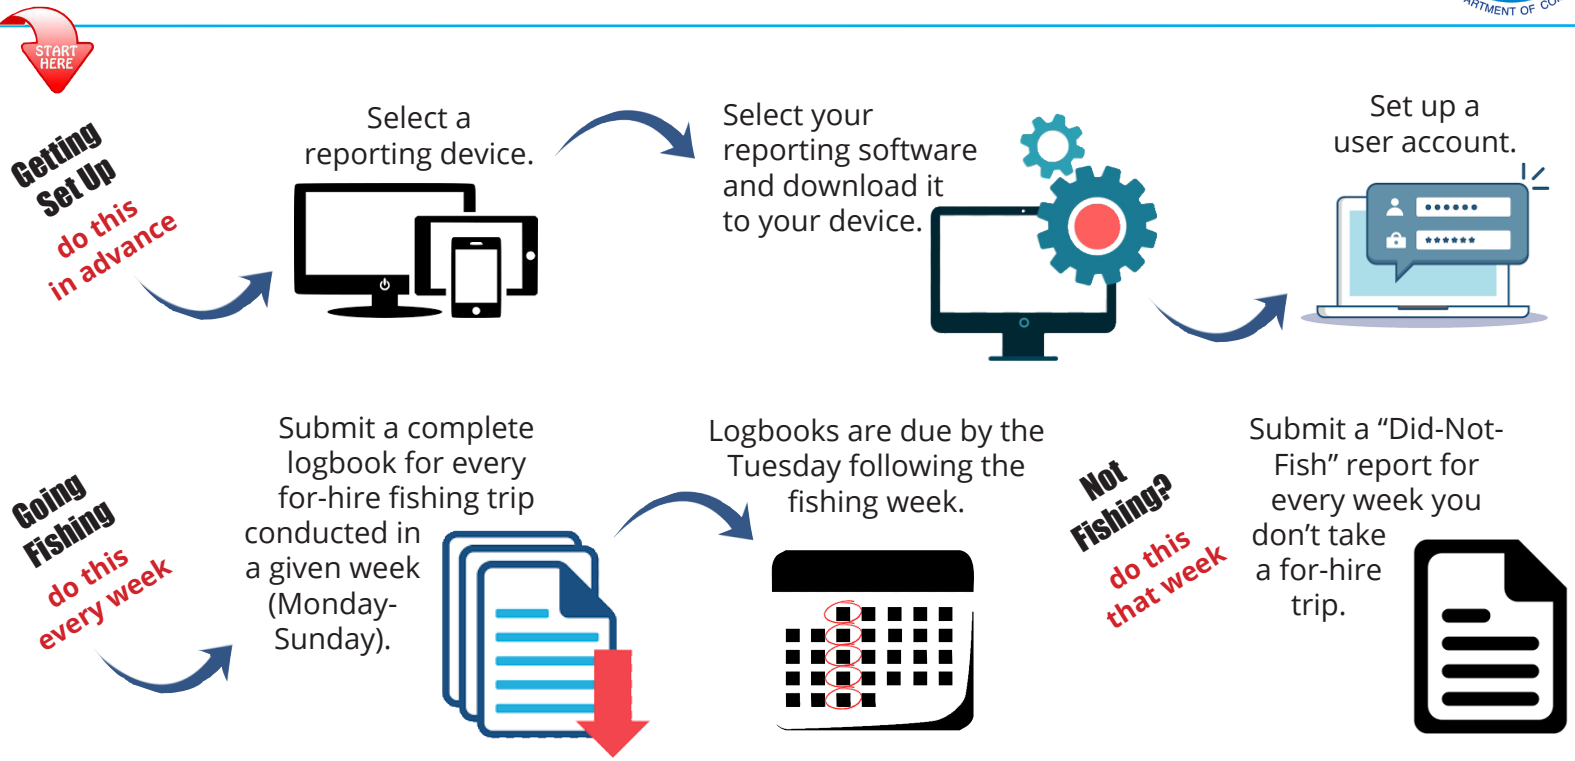 ARTMENT OF CO
START
HERE
Getting
Set Up
do this
in advance
Select a
reporting device.
Select your
reporting software
and download it
to your device.
Set up a
user account.
Going
Fishing
do this
every week
Submit a complete
logbook for every
for-hire fishing trip
conducted in
a given week
(Monday-
Sunday).
Logbooks are due by the
Tuesday following the
fishing week.
Not
Fishing?
do this
that week
Submit a “Did-Not-
Fish” report for
every week you
don’t take
a for-hire
trip.